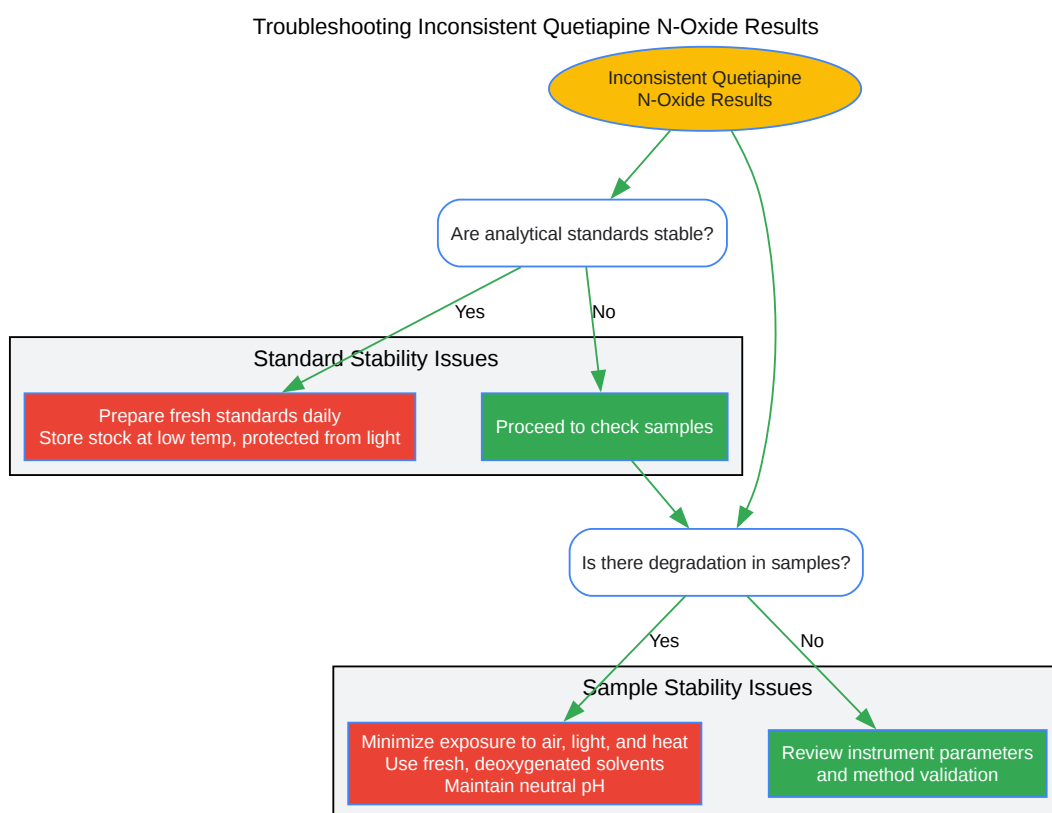 Troubleshooting Inconsistent Quetiapine N-Oxide Results
Inconsistent Quetiapine
N-Oxide Results
Are analytical standards stable?
Yes
No
Standard Stability Issues
Prepare fresh standards daily
Store stock at low temp, protected from light
Proceed to check samples
Is there degradation in samples?
Yes
No
Sample Stability Issues
Minimize exposure to air, light, and heat
Use fresh, deoxygenated solvents
Maintain neutral pH
Review instrument parameters
and method validation